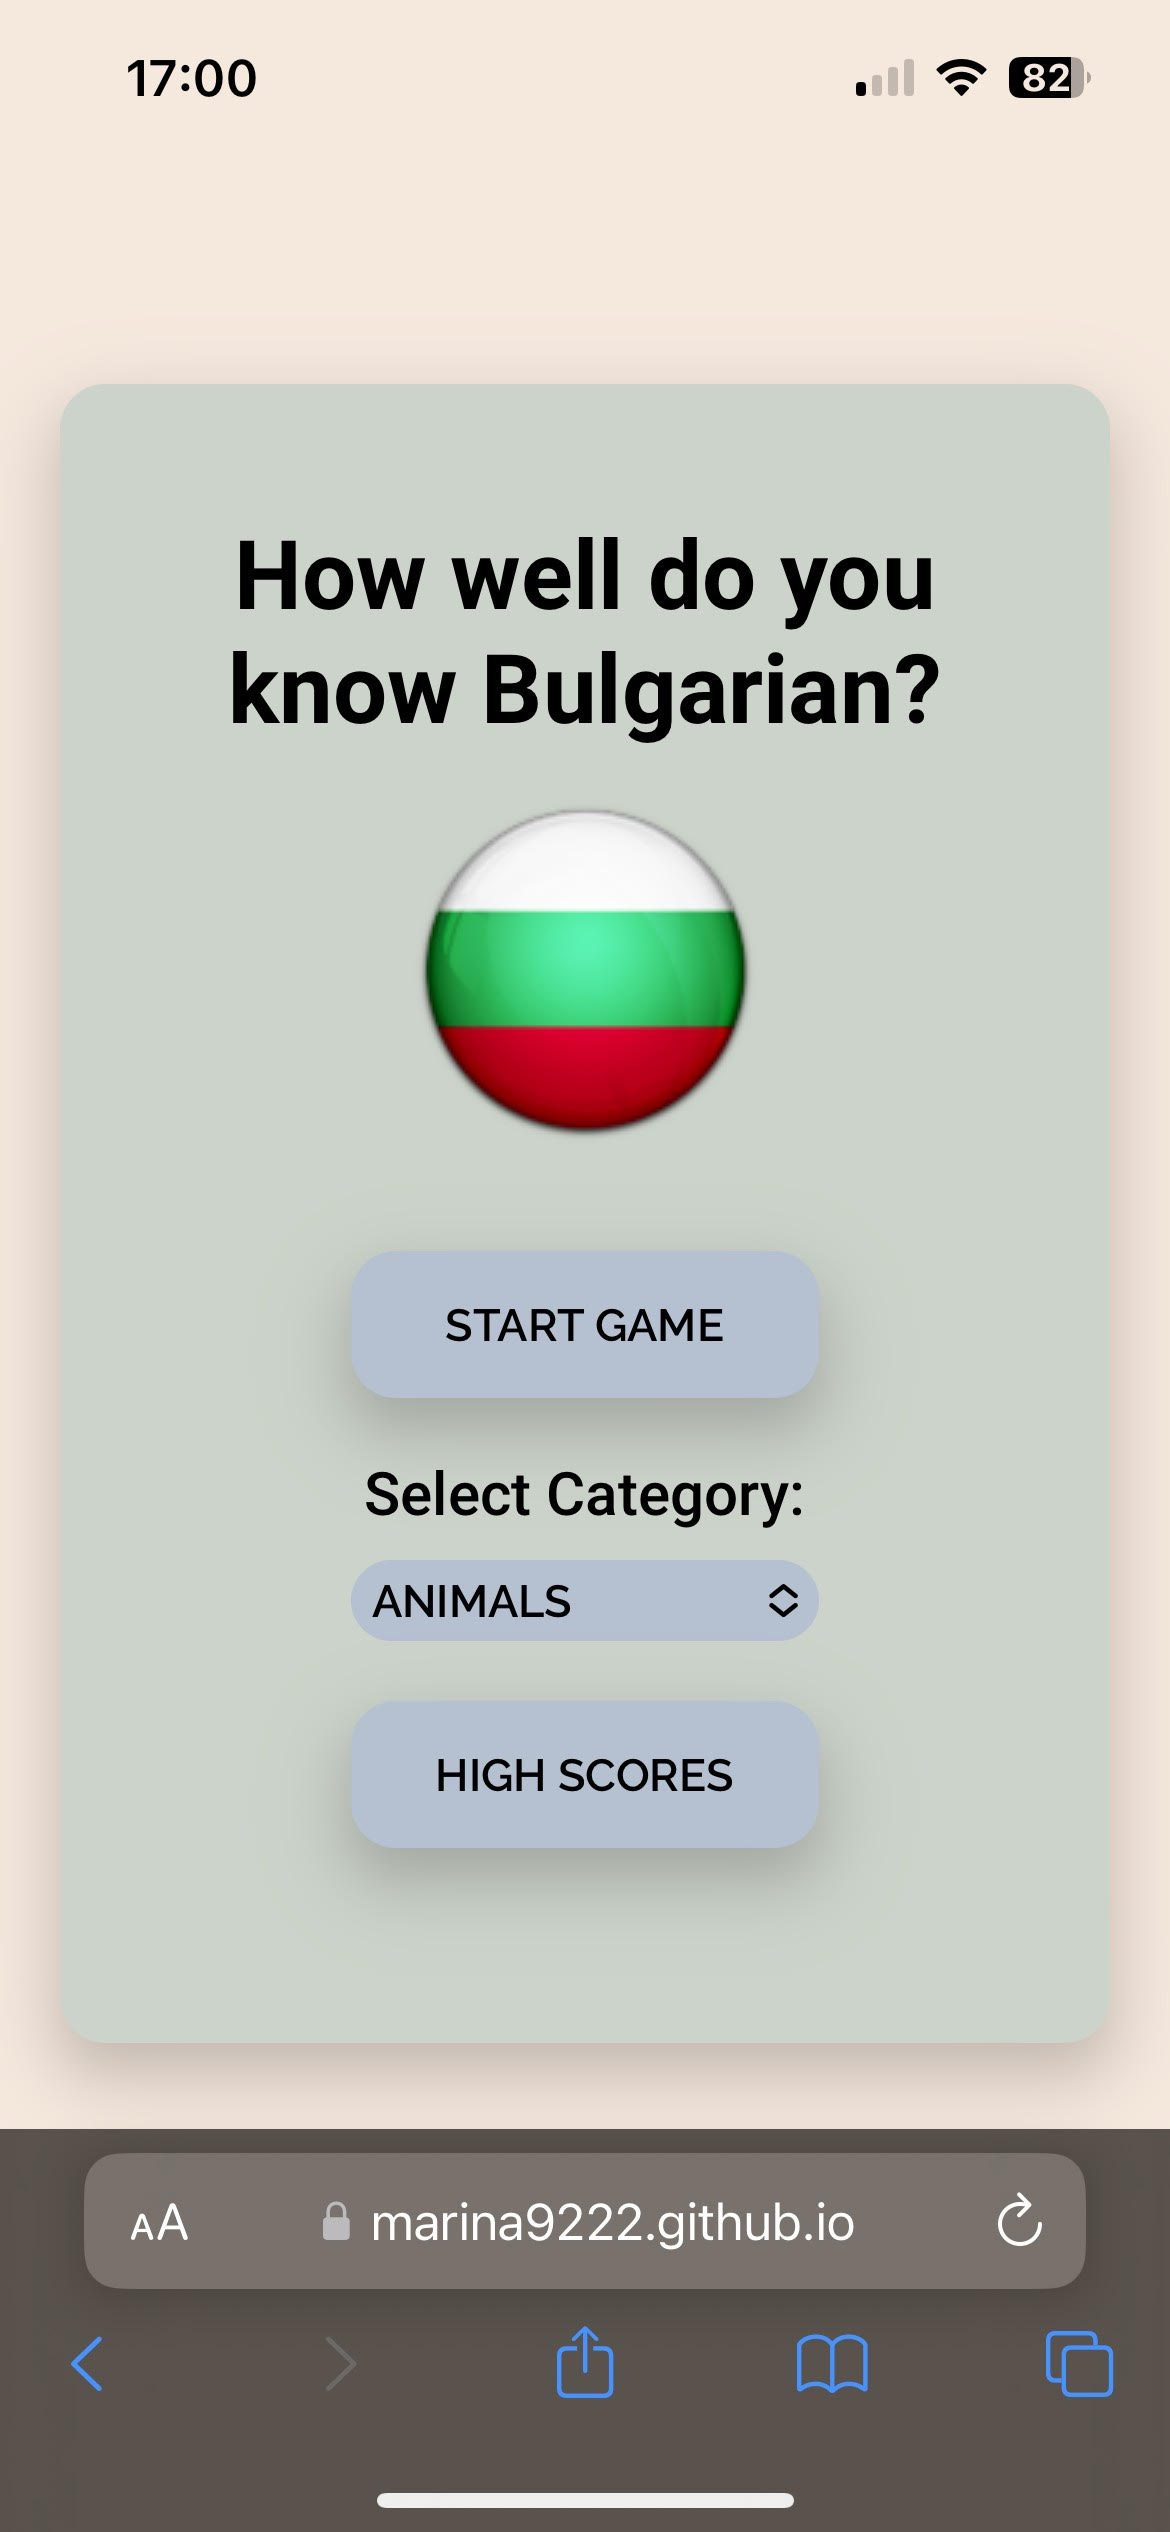 17:00
82
How well do you
know Bulgarian?
START GAME
Select Category:
ANIMALS
HIGH SCORES
AA marina9222.github.io